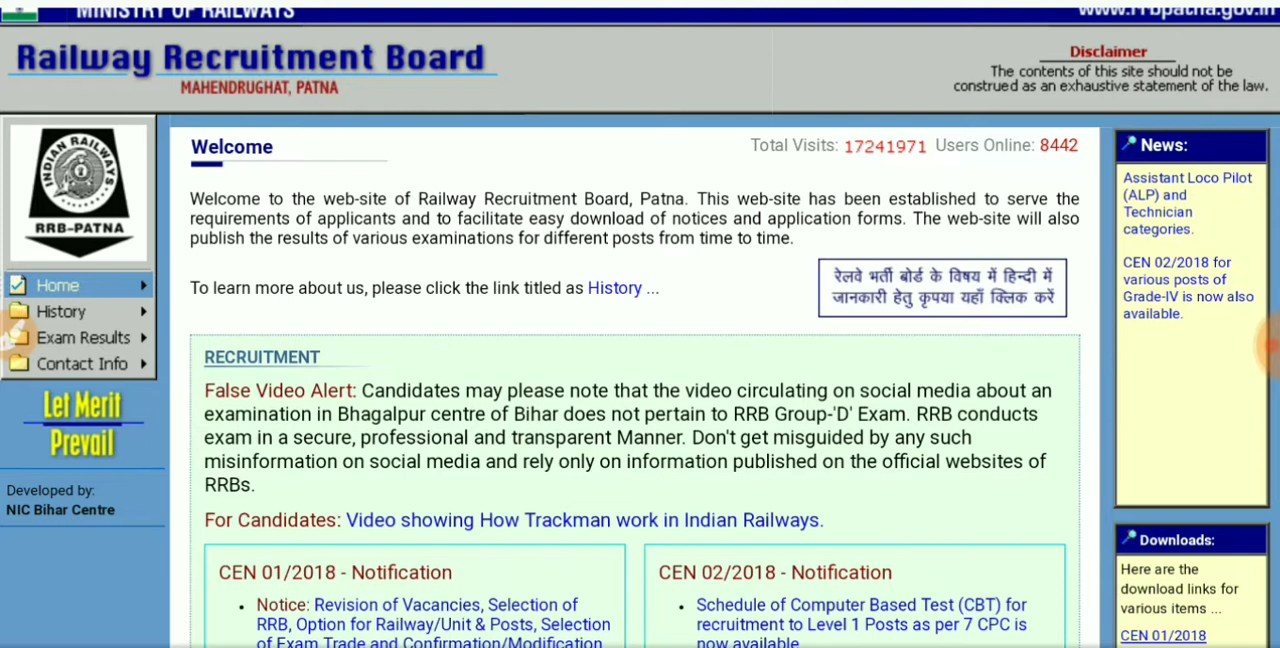 MINISTRY OF RAILWAYS
www.rrbpatna.gov.in
Railway Recruitment Board
MAHENDRUGHAT, PATNA
Disclaimer
The contents of this site should not be
construed as an exhaustive statement of the law.
INDIAN RAILWAYS
RRB-PATNA
Home
History
Exam Results
Contact Info
Let Merit
Prevail
Developed by:
NIC Bihar Centre
Welcome
Total Visits: 17241971 Users Online: 8442
Welcome to the web-site of Railway Recruitment Board, Patna. This web-site has been established to serve the
requirements of applicants and to facilitate easy download of notices and application forms. The web-site will also
publish the results of various examinations for different posts from time to time.
To learn more about us, please click the link titled as History ...
रेलवे भर्ती बोर्ड के विषय में हिन्दी में
जानकारी हेतु कृपया यहाँ क्लिक करें
RECRUITMENT
False Video Alert: Candidates may please note that the video circulating on social media about an
examination in Bhagalpur centre of Bihar does not pertain to RRB Group-'D' Exam. RRB conducts
exam in a secure, professional and transparent Manner. Don't get misguided by any such
misinformation on social media and rely only on information published on the official websites of
RRBs.
For Candidates: Video showing How Trackman work in Indian Railways.
CEN 01/2018 - Notification
• Notice: Revision of Vacancies, Selection of
RRB, Option for Railway/Unit & Posts, Selection
of Exam Trade and Confirmation/Modification
CEN 02/2018 - Notification
• Schedule of Computer Based Test (CBT) for
recruitment to Level 1 Posts as per 7 CPC is
now available
News:
Assistant Loco Pilot
(ALP) and
Technician
categories.
CEN 02/2018 for
various posts of
Grade-IV is now also
available.
Downloads:
Here are the
download links for
various items ...
CEN 01/2018